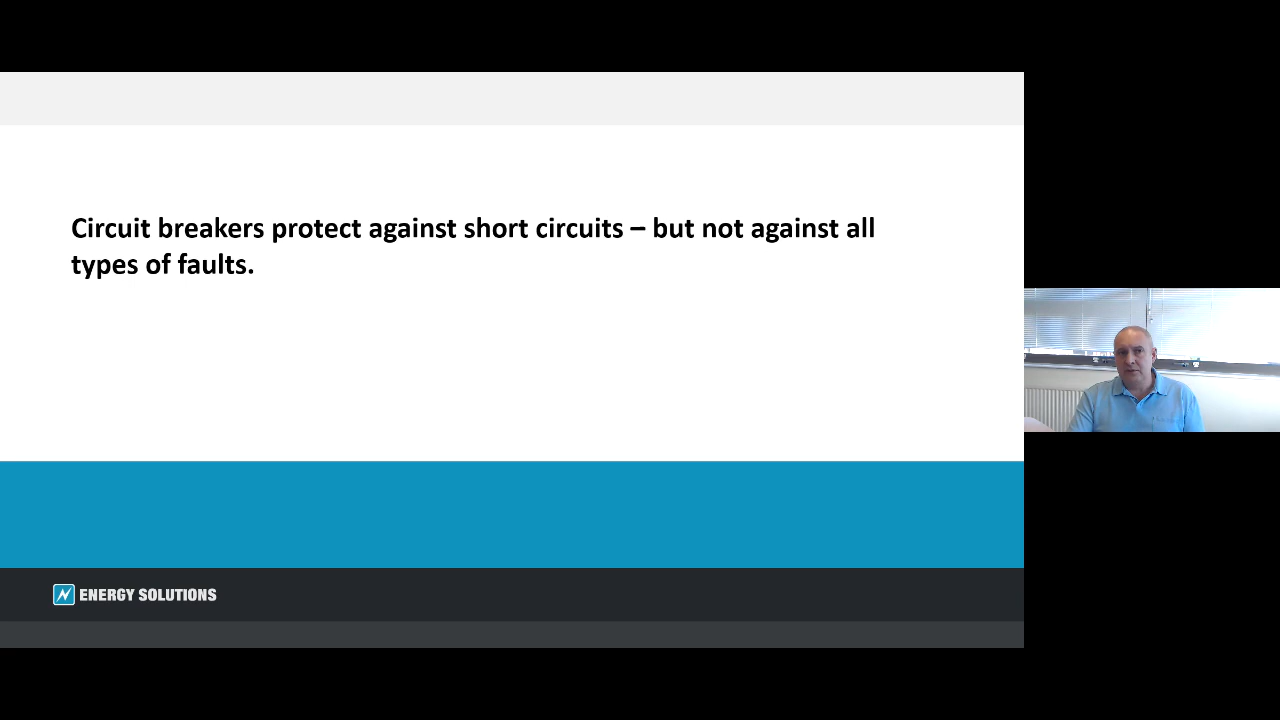 Circuit breakers protect against short circuits – but not against all
types of faults.
ENERGY SOLUTIONS